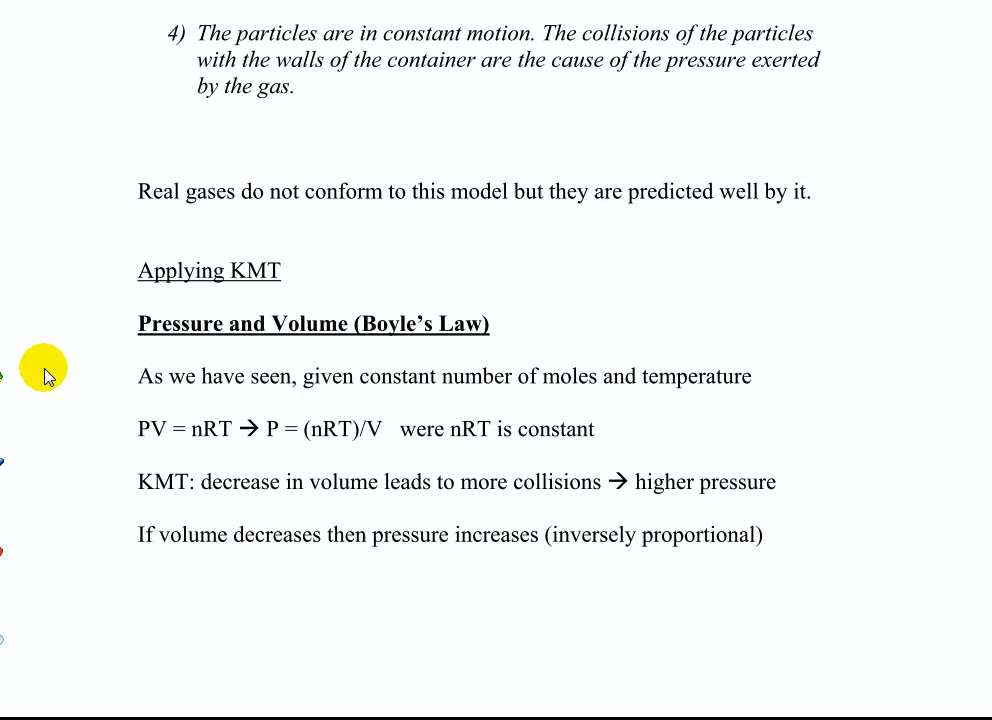 4) The particles are in constant motion. The collisions of the particles
with the walls of the container are the cause of the pressure exerted
by the gas.
Real gases do not conform to this model but they are predicted well by it.
Applying KMT
Pressure and Volume (Boyle’s Law)
As we have seen, given constant number of moles and temperature
PV = nRT → P = (nRT)/V were nRT is constant
KMT: decrease in volume leads to more collisions → higher pressure
If volume decreases then pressure increases (inversely proportional)